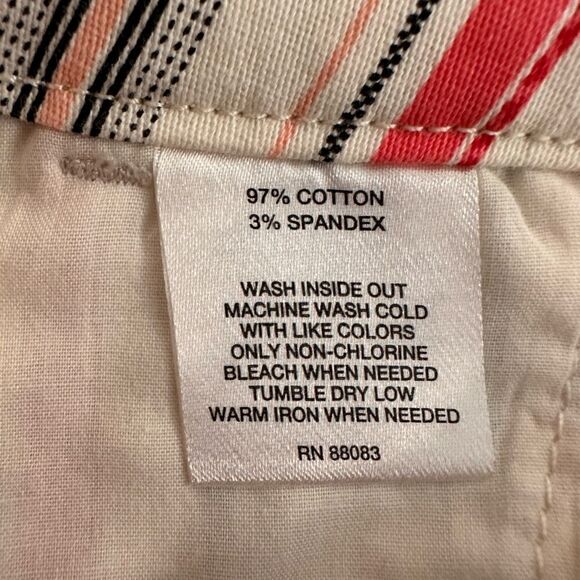 97% COTTON
3% SPANDEX
WASH INSIDE OUT
MACHINE WASH COLD
WITH LIKE COLORS
ONLY NON-CHLORINE
BLEACH WHEN NEEDED
TUMBLE DRY LOW
WARM IRON WHEN NEEDED
RN 88083